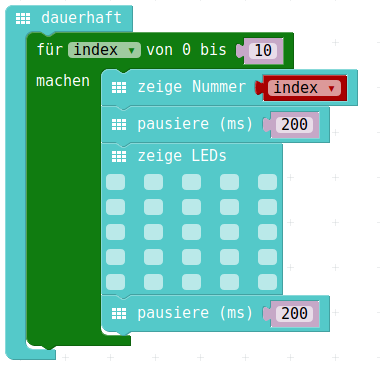 dauerhaft
für index von 0 bis 10
machen
zeige Nummer index
pausiere (ms) 200
zeige LEDs
pausiere (ms) 200